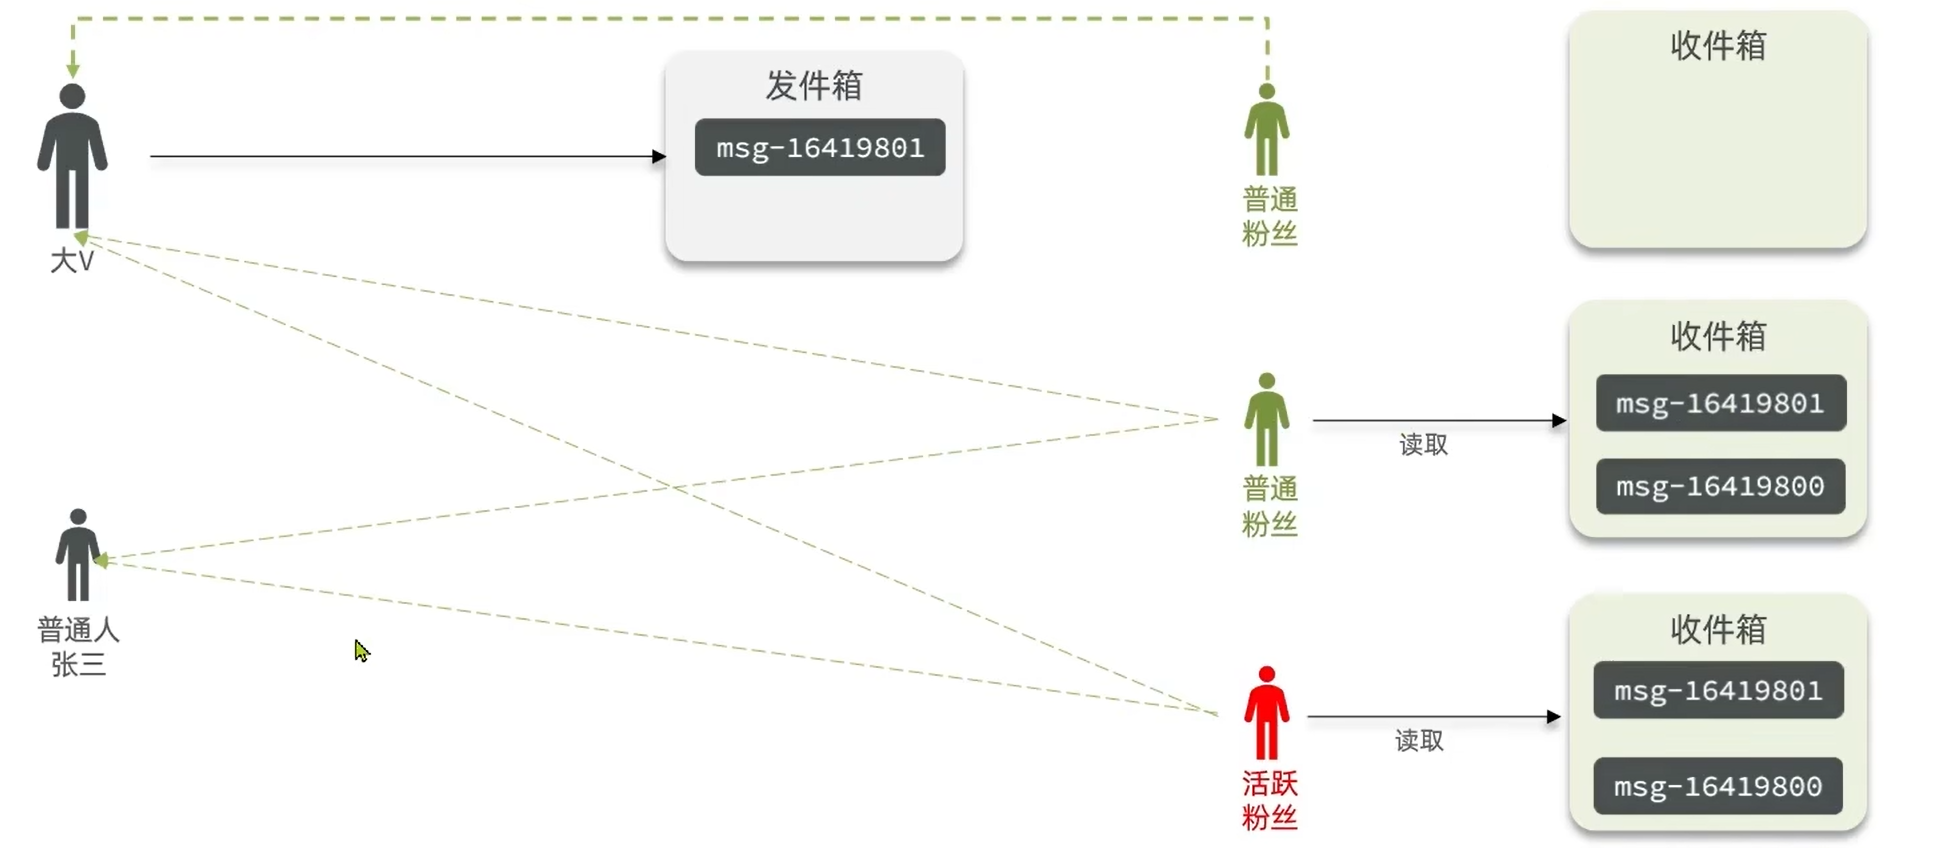 发件箱
msg-16419801
大V
普通
粉丝
收件箱
普通
粉丝
读取
收件箱
msg-16419801
msg-16419800
普通人
张三
活跃
粉丝
读取
收件箱
msg-16419801
msg-16419800